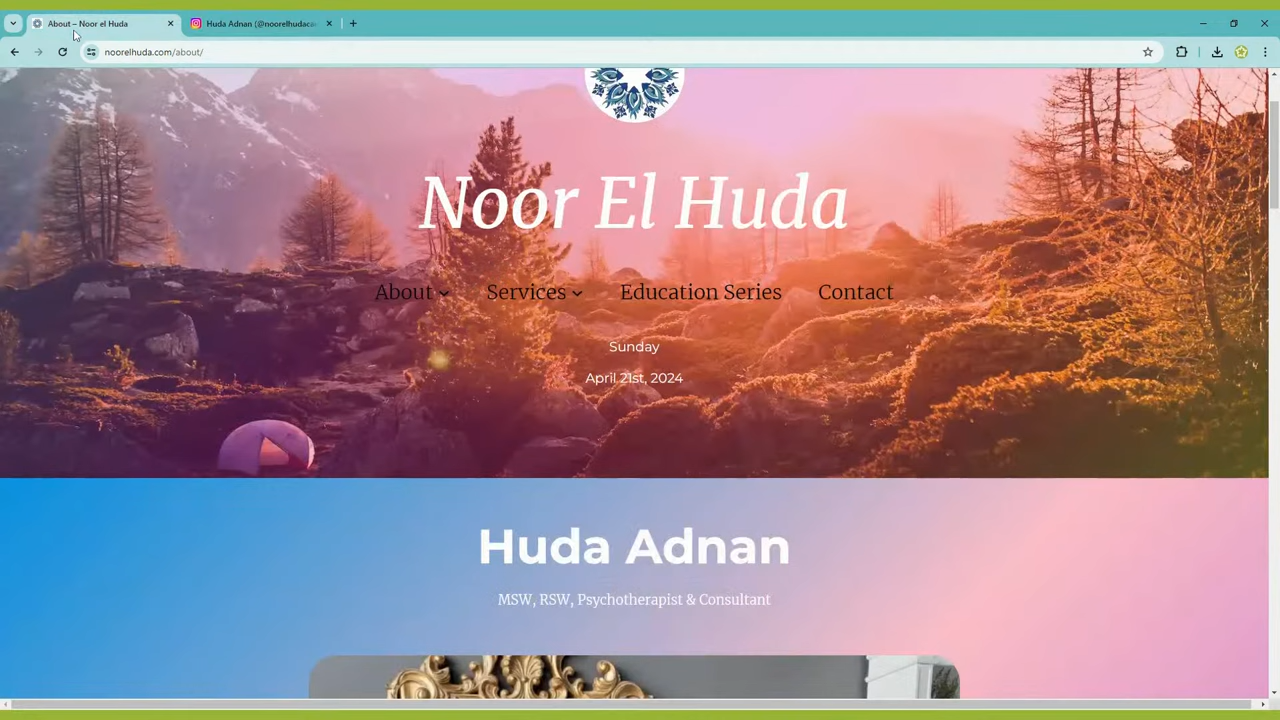 About – Noor el Huda
Huda Adnan (@noorelhudaca
noorelhuda.com/about/
Noor El Huda
About
Services
Education Series
Contact
Sunday
April 21st, 2024
Huda Adnan
MSW, RSW, Psychotherapist & Consultant